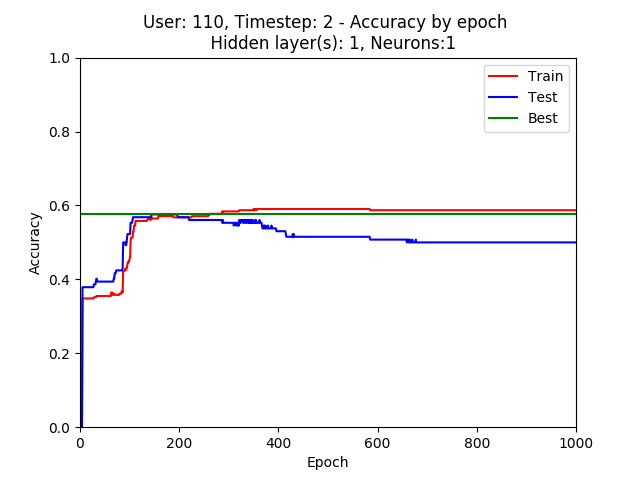 User: 110, Timestep: 2 - Accuracy by epoch
Hidden layer(s): 1, Neurons:1
Train
Test
Best
1.0
0.8
0.6
0.4
0.2
0.0
Accuracy
0 200 400 600 800 1000
Epoch